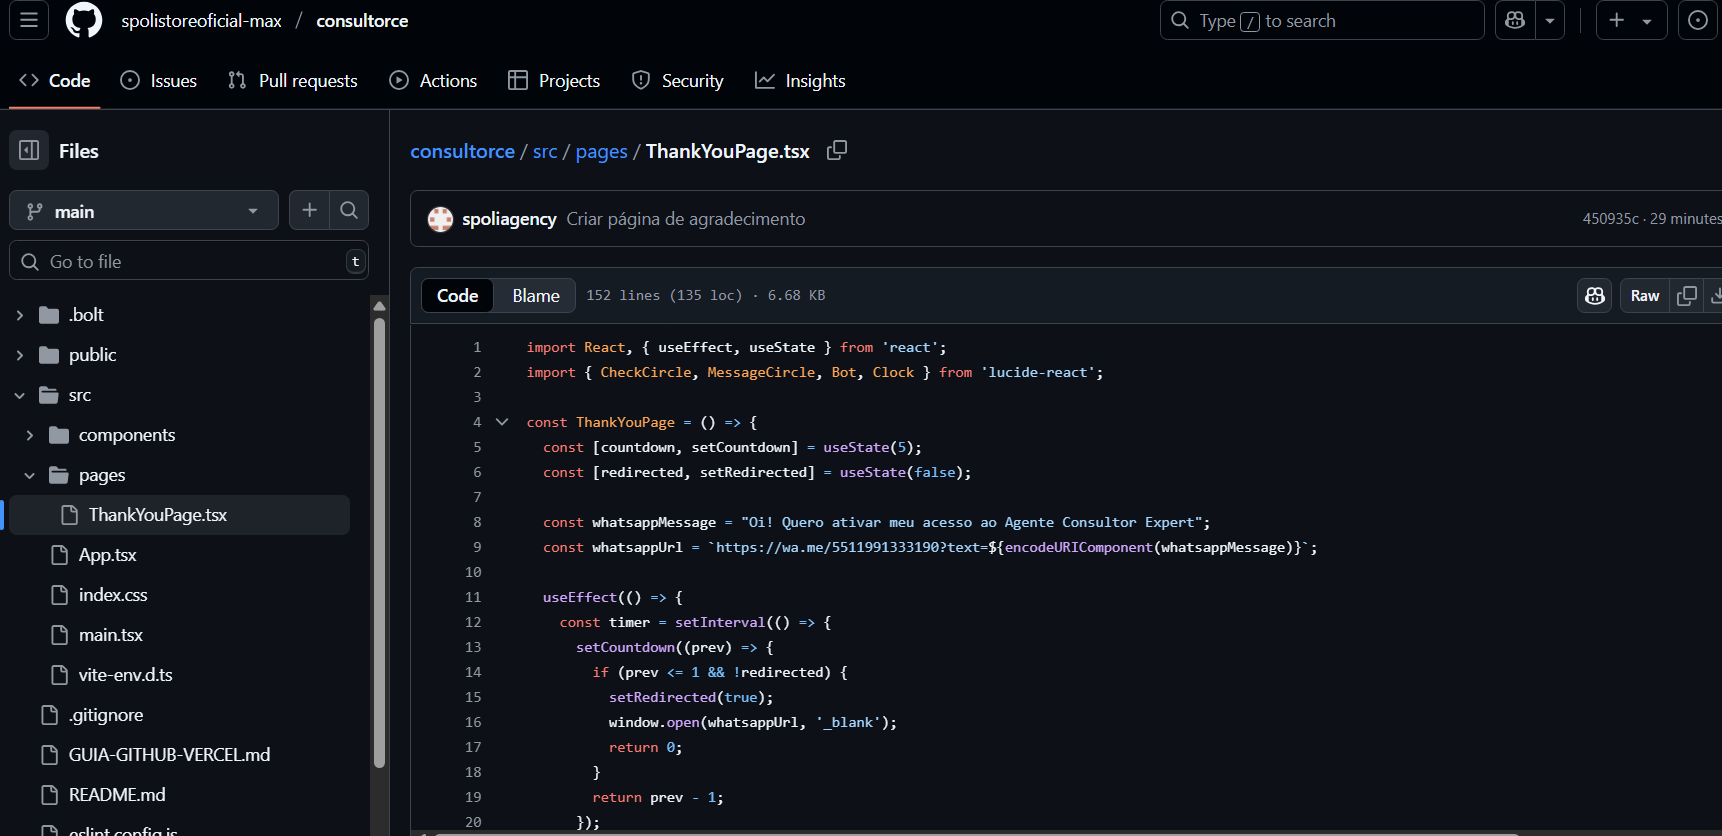 spolistoreoficial-max / consultorce
Type / to search
Code
Issues
Pull requests
Actions
Projects
Security
Insights
Files
main
Go to file
t
.bolt
public
src
components
pages
ThankYouPage.tsx
App.tsx
index.css
main.tsx
vite-env.d.ts
.gitignore
GUIA-GITHUB-VERCEL.md
README.md
eslint.config.js
consultorce / src / pages / ThankYouPage.tsx
spoliagency Criar página de agradecimento
450935c · 29 minutes
Code Blame 152 lines (135 loc) · 6.68 KB
Raw
1 import React, { useEffect, useState } from 'react';
2 import { CheckCircle, MessageCircle, Bot, Clock } from 'lucide-react';
3
4 const ThankYouPage = () => {
5 const [countdown, setCountdown] = useState(5);
6 const [redirected, setRedirected] = useState(false);
7
8 const whatsappMessage = "Oi! Quero ativar meu acesso ao Agente Consultor Expert";
9 const whatsappUrl = `https://wa.me/5511991333190?text=${encodeURIComponent(whatsappMessage)}`;
10
11 useEffect(() => {
12 const timer = setInterval(() => {
13 setCountdown((prev) => {
14 if (prev <= 1 && !redirected) {
15 setRedirected(true);
16 window.open(whatsappUrl, '_blank');
17 return 0;
18 }
19 return prev - 1;
20 });